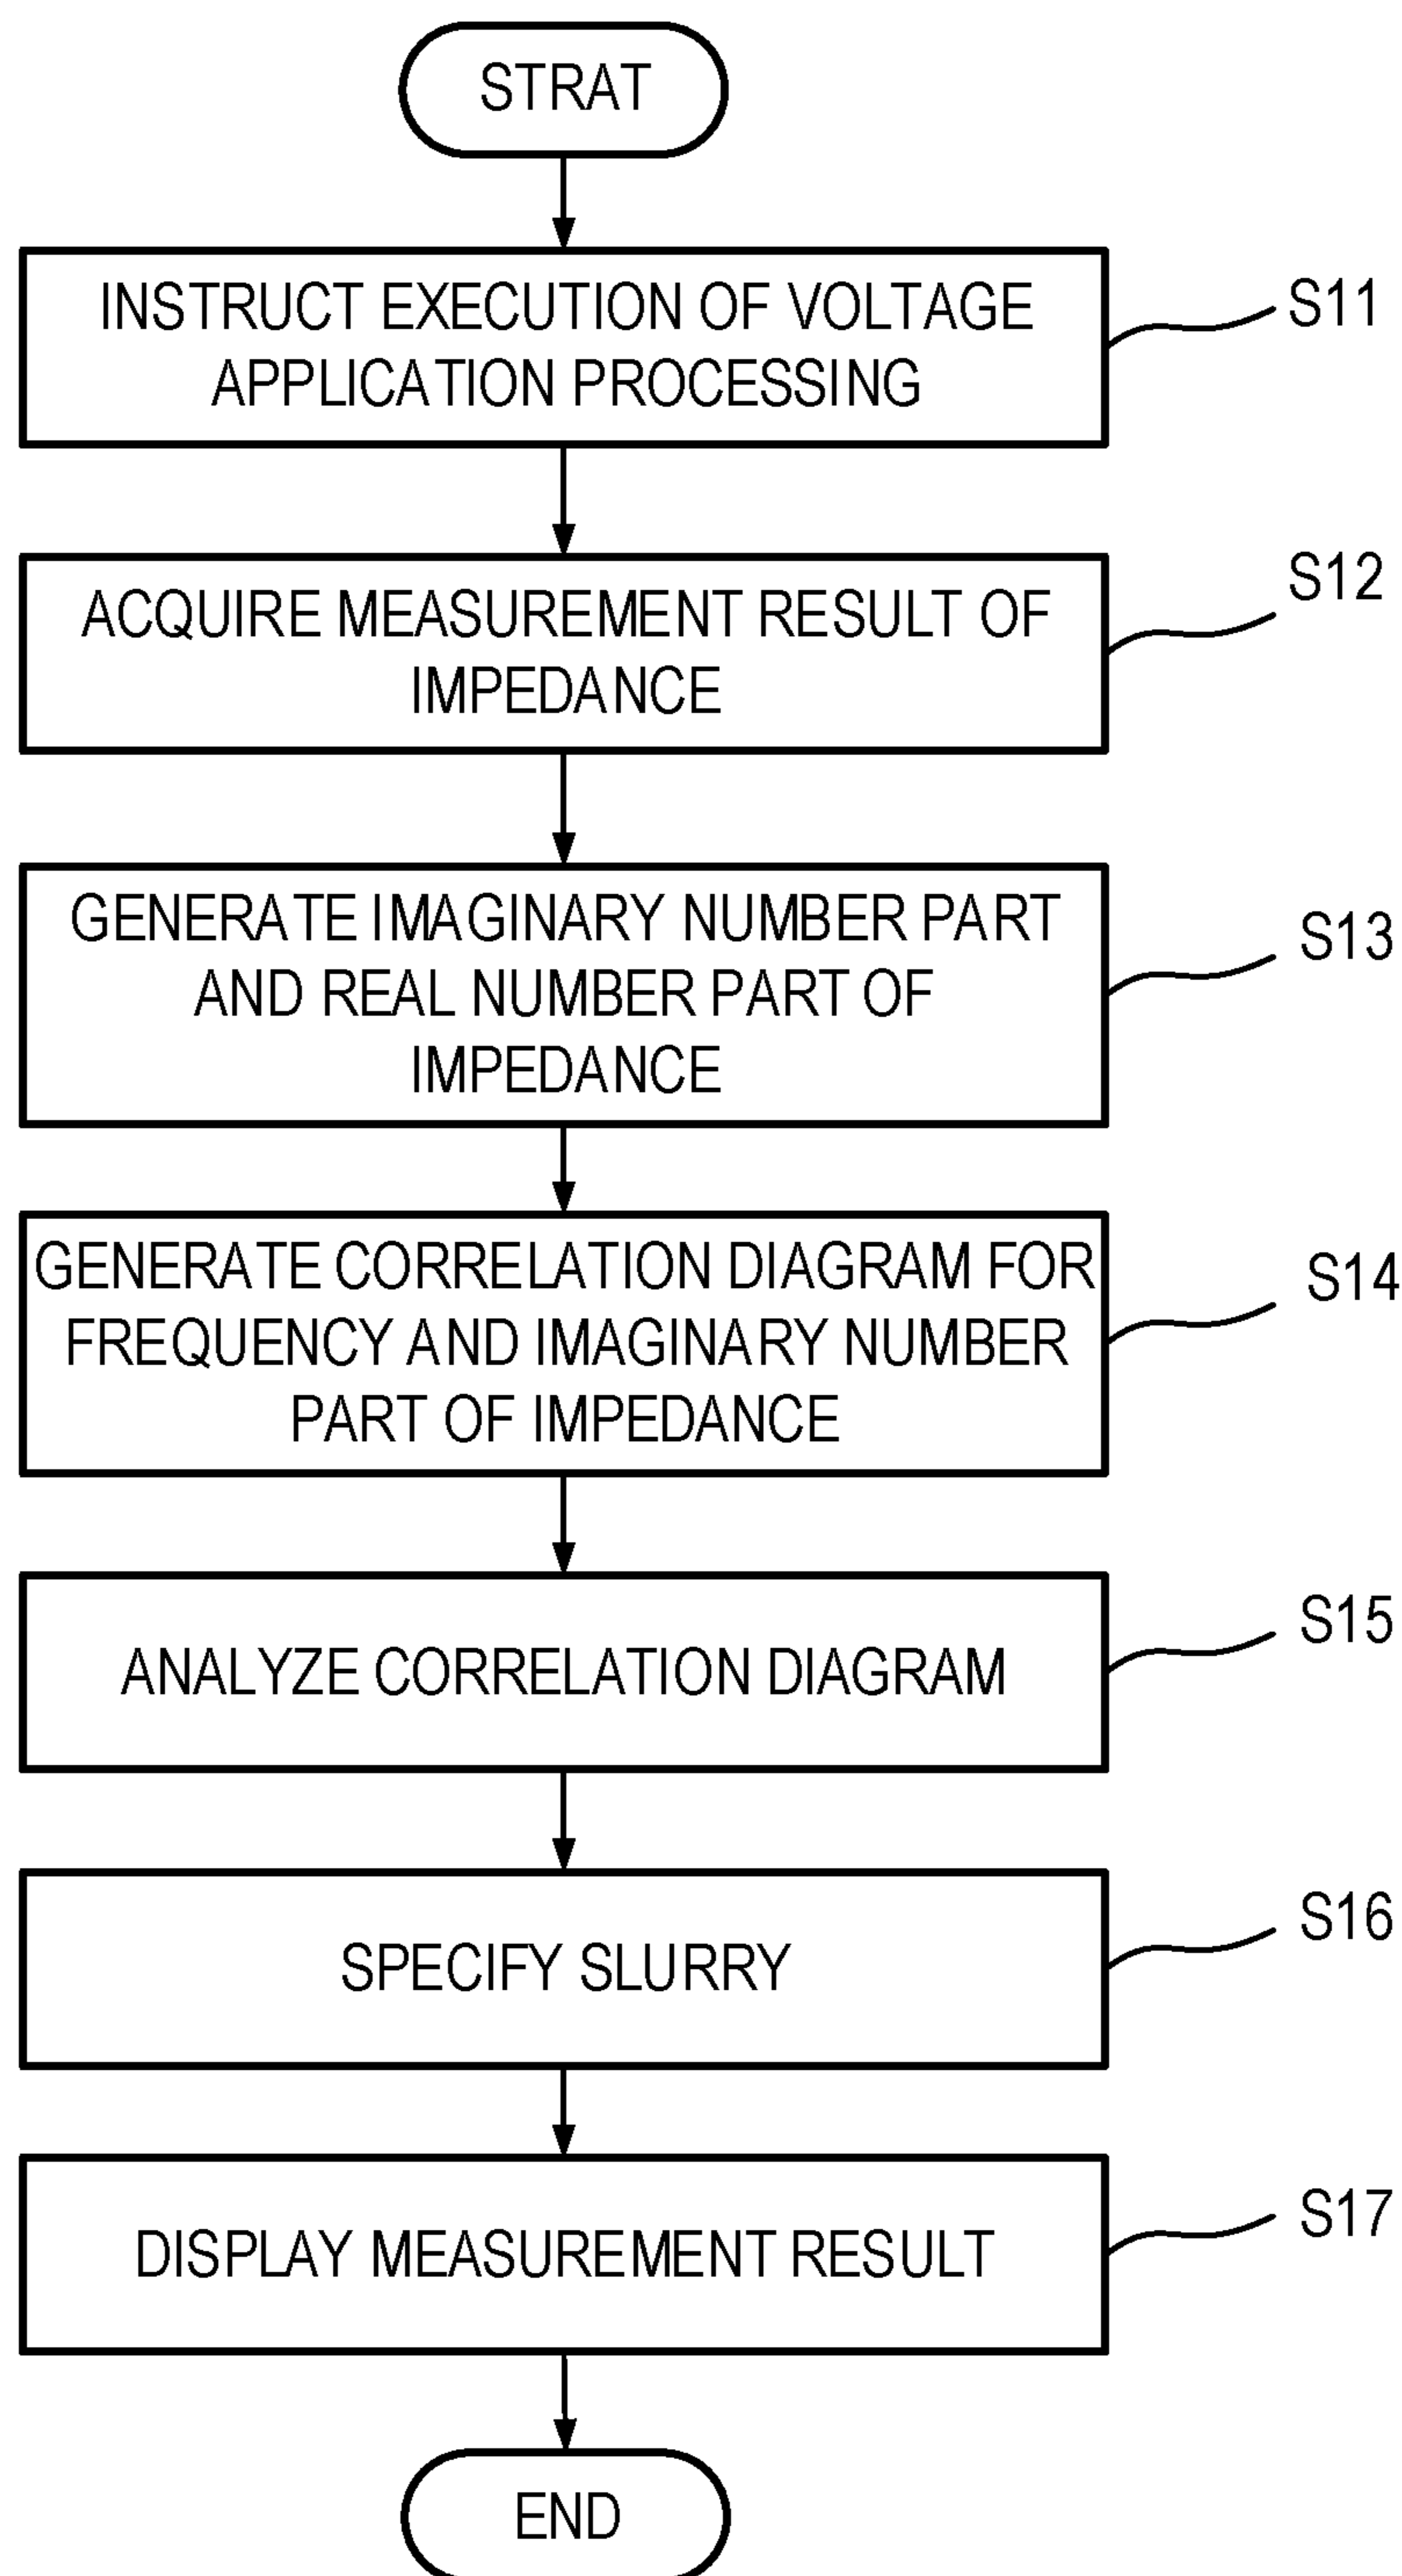 STRAT
INSTRUCT EXECUTION OF VOLTAGE
APPLICATION PROCESSING
S11
ACQUIRE MEASUREMENT RESULT OF
IMPEDANCE
S12
GENERATE IMAGINARY NUMBER PART
AND REAL NUMBER PART OF
IMPEDANCE
S13
GENERATE CORRELATION DIAGRAM FOR
FREQUENCY AND IMAGINARY NUMBER
PART OF IMPEDANCE
S14
ANALYZE CORRELATION DIAGRAM
S15
SPECIFY SLURRY
S16
DISPLAY MEASUREMENT RESULT
S17
END